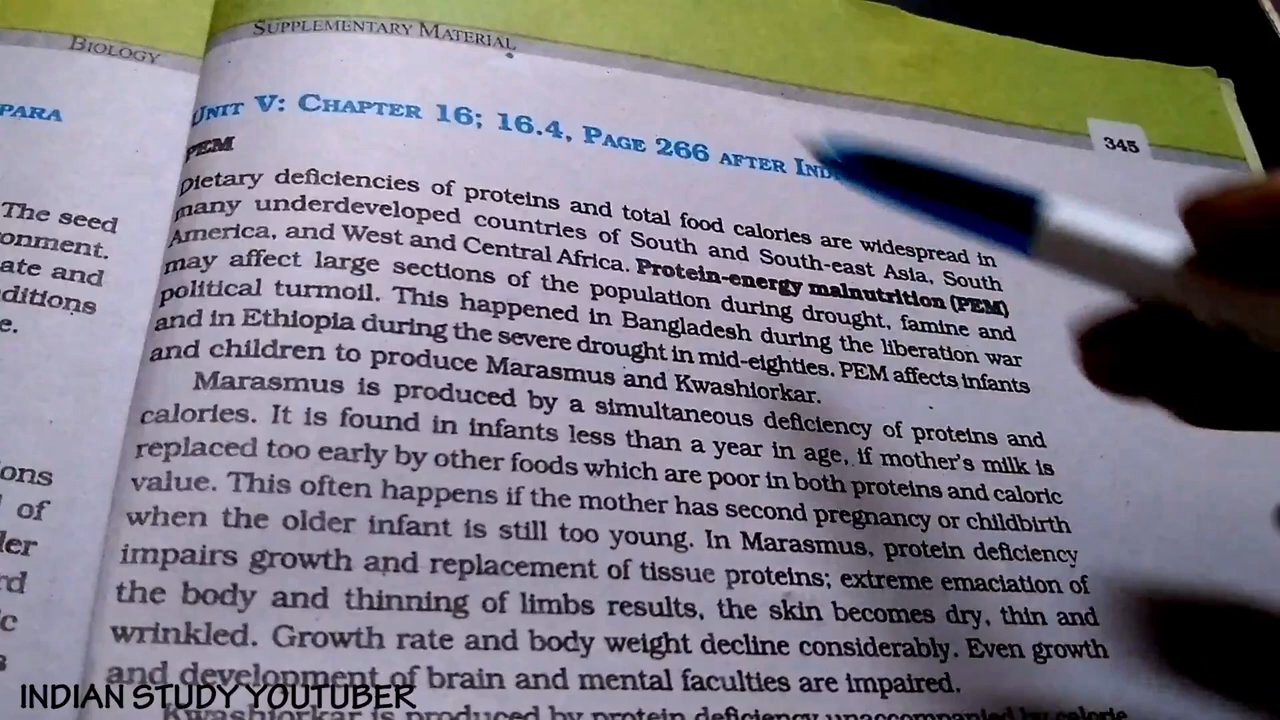 BIOLOGY
PARA
The seed
onment.
ate and
ditions
e.
ons
of
ler
rd
c
SUPPLEMENTARY MATERIAL
345
UNIT V: CHAPTER 16; 16.4, PAGE 266 AFTER IND
PEM
Dietary deficiencies of proteins and total food calories are widespread in
many underdeveloped countries of South and South-east Asia, South
America, and West and Central Africa. Protein-energy malnutrition (PEM)
may affect large sections of the population during drought, famine and
political turmoil. This happened in Bangladesh during the liberation war
and in Ethiopia during the severe drought in mid-eighties. PEM affects infants
and children to produce Marasmus and Kwashiorkar.
Marasmus is produced by a simultaneous deficiency of proteins and
calories. It is found in infants less than a year in age, if mother's milk is
replaced too early by other foods which are poor in both proteins and caloric
value. This often happens if the mother has second pregnancy or childbirth
when the older infant is still too young. In Marasmus, protein deficiency
impairs growth and replacement of tissue proteins; extreme emaciation of
the body and thinning of limbs results, the skin becomes dry, thin and
wrinkled. Growth rate and body weight decline considerably. Even growth
and development of brain and mental faculties are impaired.
Kwashiorkar is produced by protein deficiency unaccompanied by calorie
INDIAN STUDY YOUTUBER